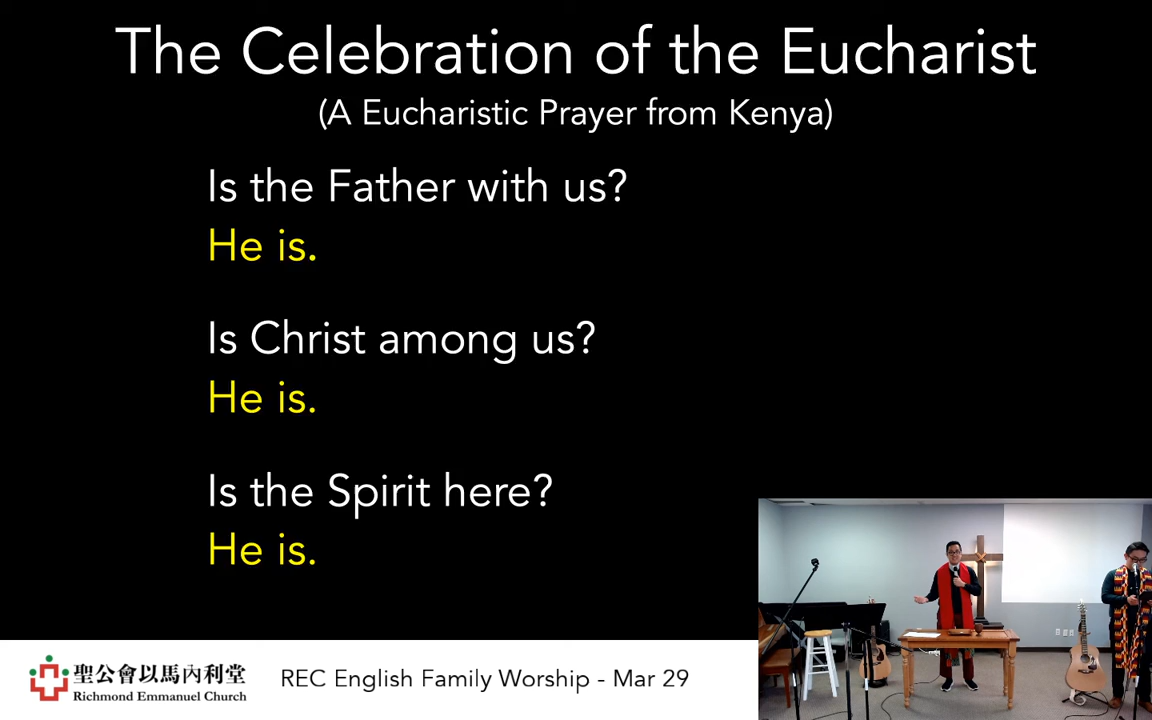 The Celebration of the Eucharist
(A Eucharistic Prayer from Kenya)
Is the Father with us?
He is.
Is Christ among us?
He is.
Is the Spirit here?
He is.
聖公會以馬內利堂
Richmond Emmanuel Church
REC English Family Worship - Mar 29